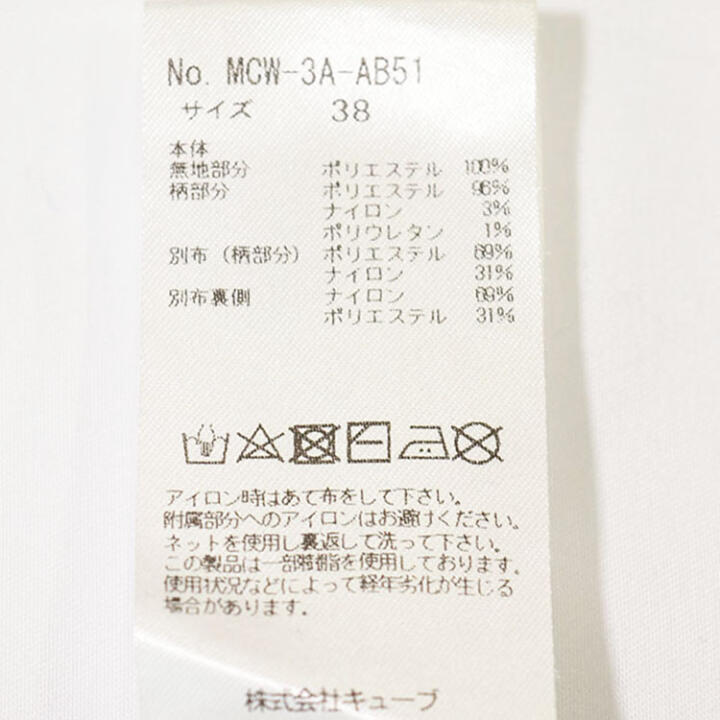 No. MCW-3A-AB51
サイズ 38
本体
無地部分 ポリエステル 100%
柄部分 ポリエステル 96%
ナイロン 3%
ポリウレタン 1%
別布(柄部分) ポリエステル 69%
ナイロン 31%
別布裏側 ナイロン 69%
ポリエステル 31%
アイロン時はあて布をして下さい。
附属部分へのアイロンはお避けください。
ネットを使用し裏返して洗って下さい。
この製品は一部樹脂を使用しております。
使用状況などによって経年劣化が生じる
場合があります。
株式会社キューブ